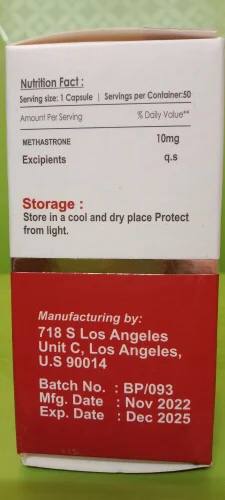 Nutrition Fact :
Serving size: 1 Capsule | Servings per Container:50
Amount Per Serving % Daily Value**
METHASTRONE 10mg
Excipients q.s
Storage :
Store in a cool and dry place Protect
from light.
Manufacturing by:
718 S Los Angeles
Unit C, Los Angeles,
U.S 90014
Batch No. : BP/093
Mfg. Date : Nov 2022
Exp. Date : Dec 2025